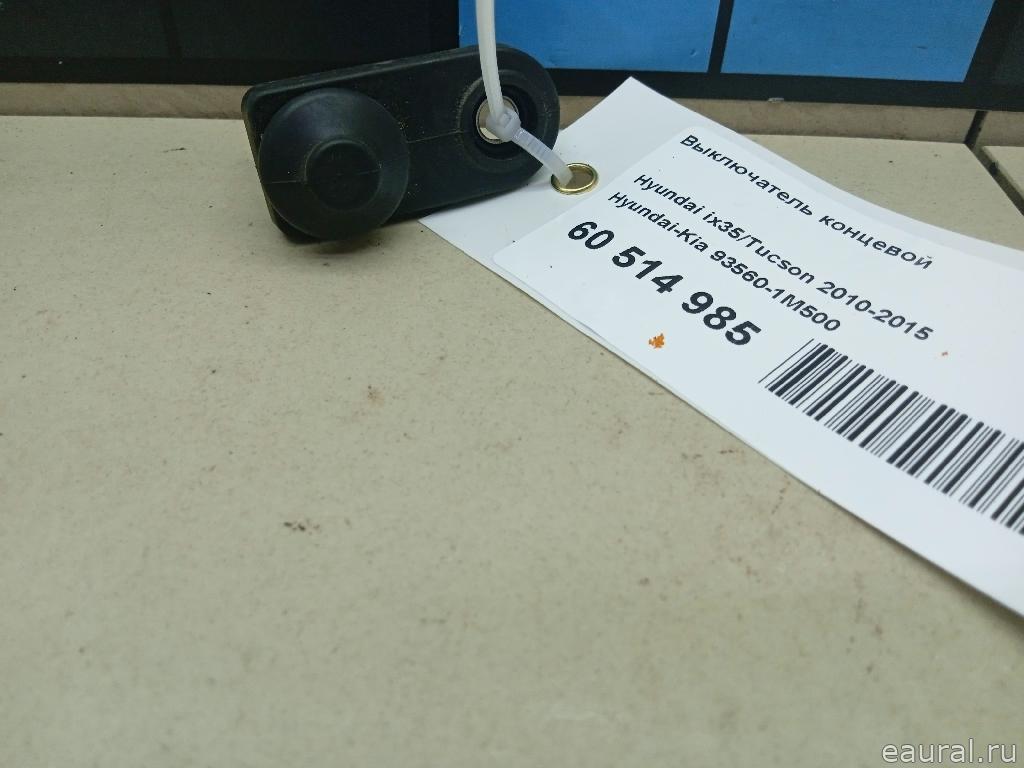 Выключатель концевой
Hyundai ix35/Tucson 2010-2015
Hyundai-Kia 93560-1M500
60 514 985
eaural.ru